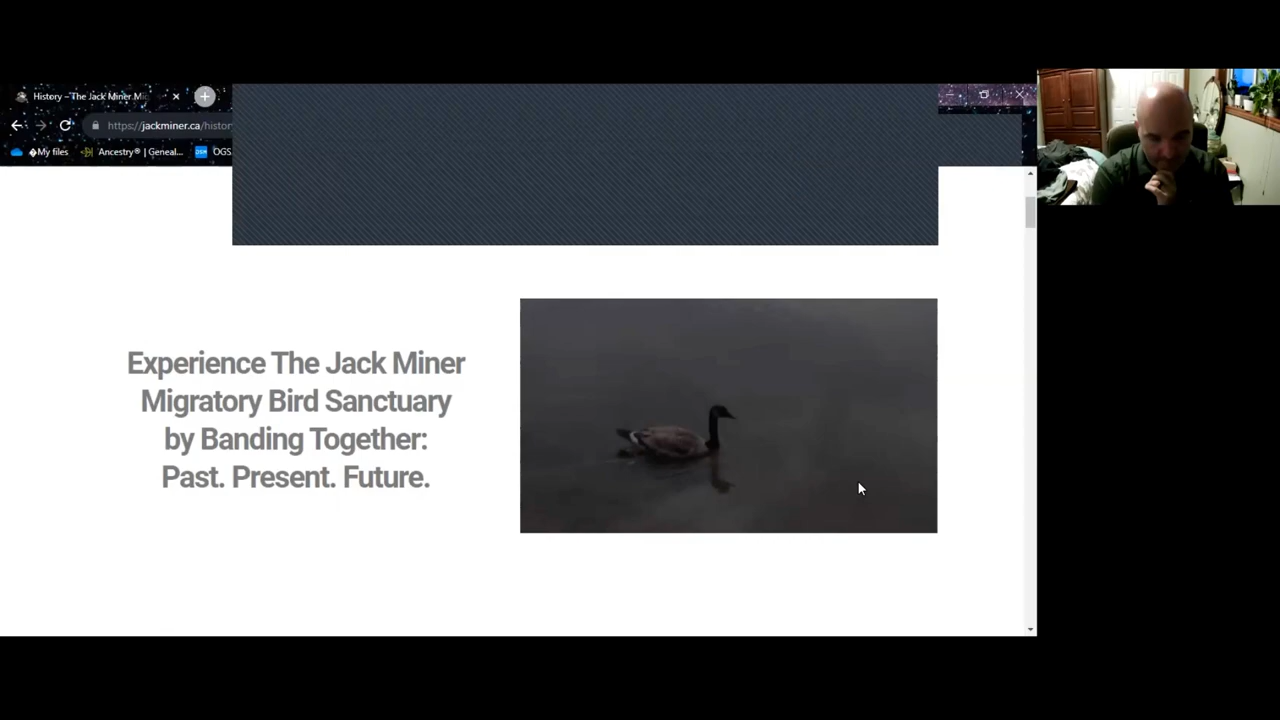 History – The Jack Miner Mi
https://jackminer.ca/histor
My files
Ancestry® | Geneal...
DSM
OGS
Experience The Jack Miner
Migratory Bird Sanctuary
by Banding Together:
Past. Present. Future.